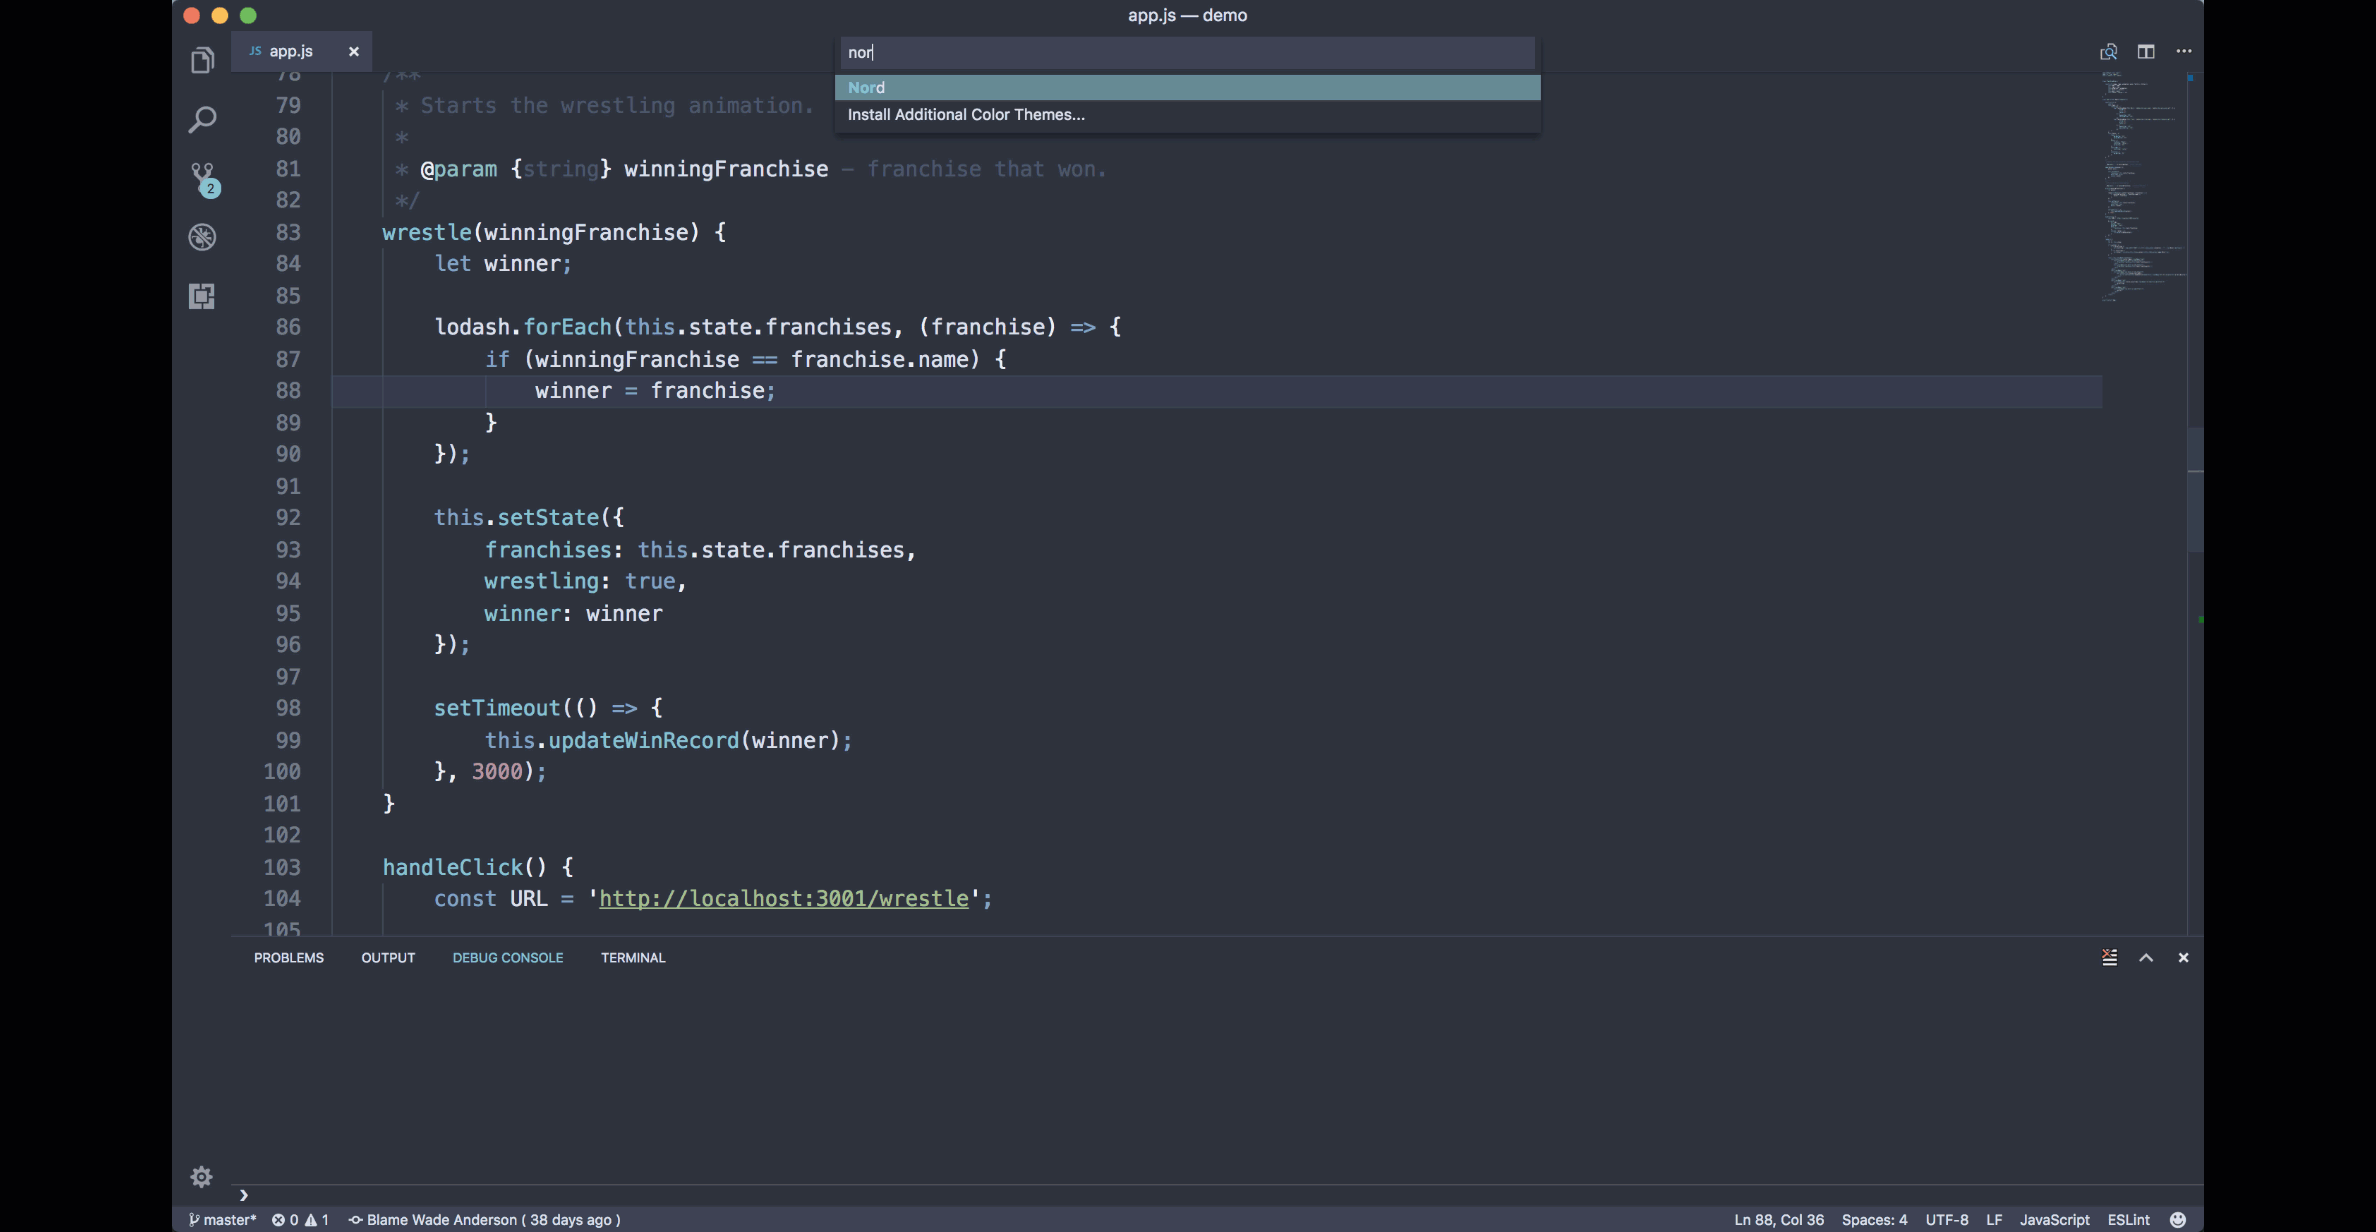 app.js — demo
JS app.js ×
nor
Nord
Install Additional Color Themes...
78 /**
79 * Starts the wrestling animation.
80 *
81 * @param {string} winningFranchise – franchise that won.
82 */
83 wrestle(winningFranchise) {
84 let winner;
85
86 lodash.forEach(this.state.franchises, (franchise) => {
87 if (winningFranchise == franchise.name) {
88 winner = franchise;
89 }
90 });
91
92 this.setState({
93 franchises: this.state.franchises,
94 wrestling: true,
95 winner: winner
96 });
97
98 setTimeout(() => {
99 this.updateWinRecord(winner);
100 }, 3000);
101 }
102
103 handleClick() {
104 const URL = 'http://localhost:3001/wrestle';
105
2
PROBLEMS OUTPUT DEBUG CONSOLE TERMINAL
master* 0 1 Blame Wade Anderson ( 38 days ago ) Ln 88, Col 36 Spaces: 4 UTF-8 LF JavaScript ESLint